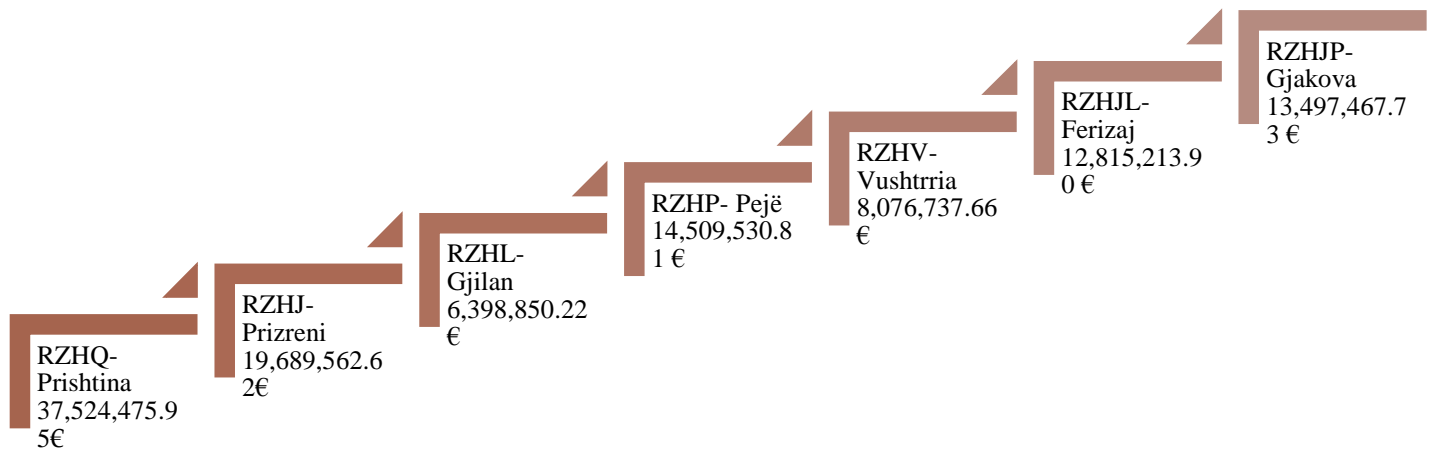 RZHQ-
Prishtina
37,524,475.9
5€
RZHJ-
Prizreni
19,689,562.6
2€
RZHL-
Gjilan
6,398,850.22
€
RZHP- Pejë
14,509,530.8
1 €
RZHV-
Vushtrria
8,076,737.66
€
RZHJL-
Ferizaj
12,815,213.9
0 €
RZHJP-
Gjakova
13,497,467.7
3 €